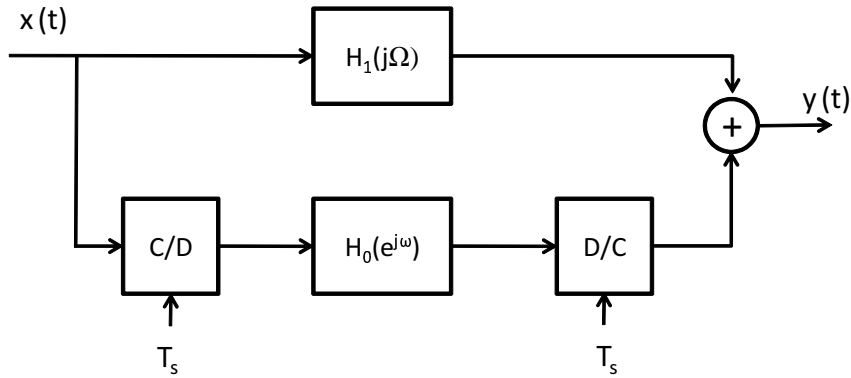 x (t)
H₁(jΩ)
y (t)
+
C/D
H₀(e^{jω})
D/C
Tₛ
Tₛ